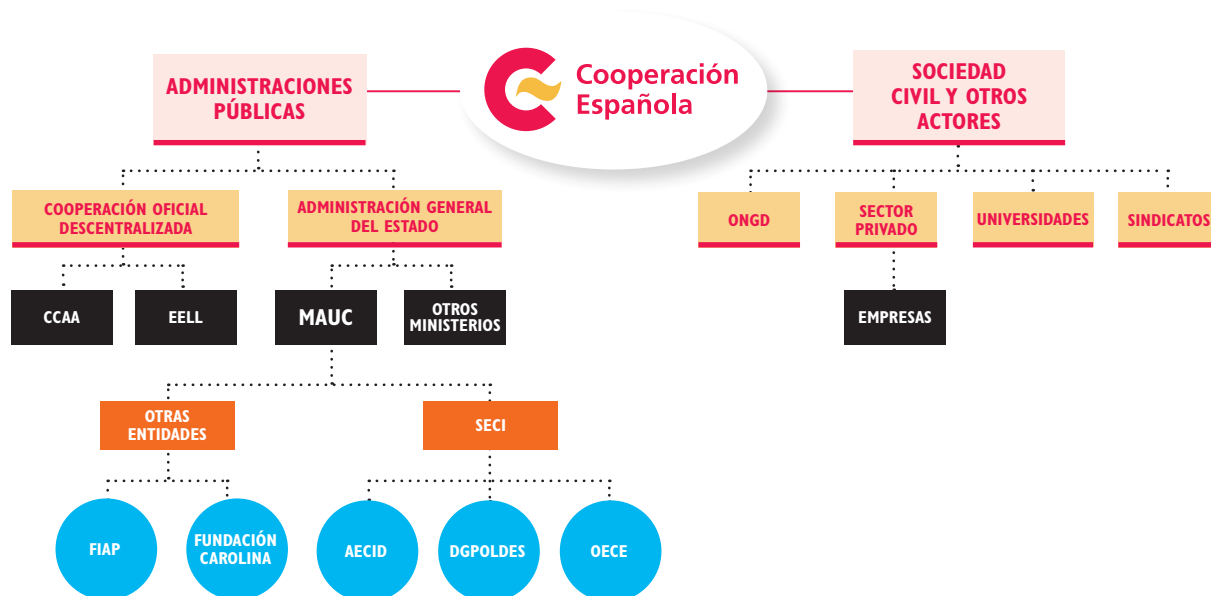 Cooperación
Española
ADMINISTRACIONES
PÚBLICAS
SOCIEDAD
CIVIL Y OTROS
ACTORES
COOPERACIÓN OFICIAL
DESCENTRALIZADA
ADMINISTRACIÓN GENERAL
DEL ESTADO
ONGD
SECTOR
PRIVADO
UNIVERSIDADES
SINDICATOS
CCAA
EELL
MAUC
OTROS
MINISTERIOS
EMPRESAS
OTRAS
ENTIDADES
SECI
FIAP
FUNDACIÓN
CAROLINA
AECID
DGPOLDES
OECE